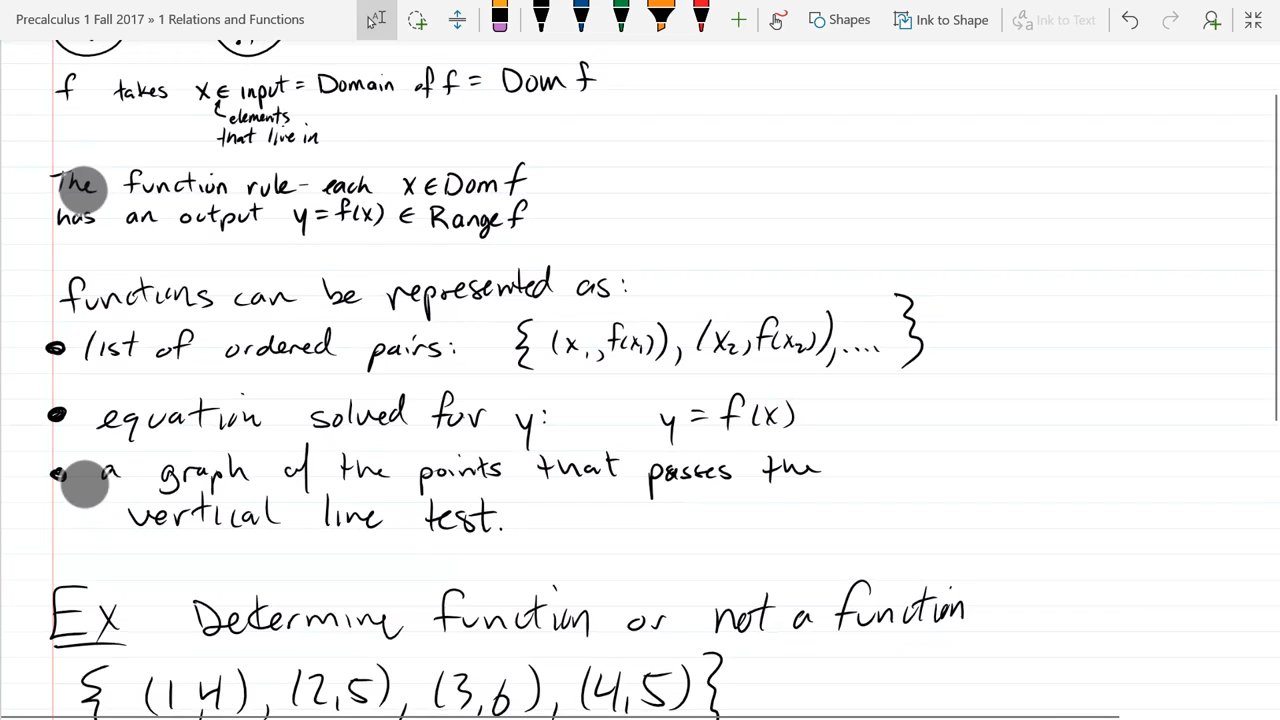 Precalculus 1 Fall 2017 » 1 Relations and Functions
Shapes
Ink to Shape
Ink to Text
f takes x ∈ input = Domain of f = Dom f
elements
that live in
The function rule - each x ∈ Dom f
has an output y = f(x) ∈ Range f
functions can be represented as:
• list of ordered pairs: { (x₁, f(x₁)), (x₂, f(x₂)), .... }
• equation solved for y: y = f(x)
• a graph of the points that passes the
vertical line test.
Ex Determine function or not a function
{ (1,4), (2,5), (3,6), (4,5) }